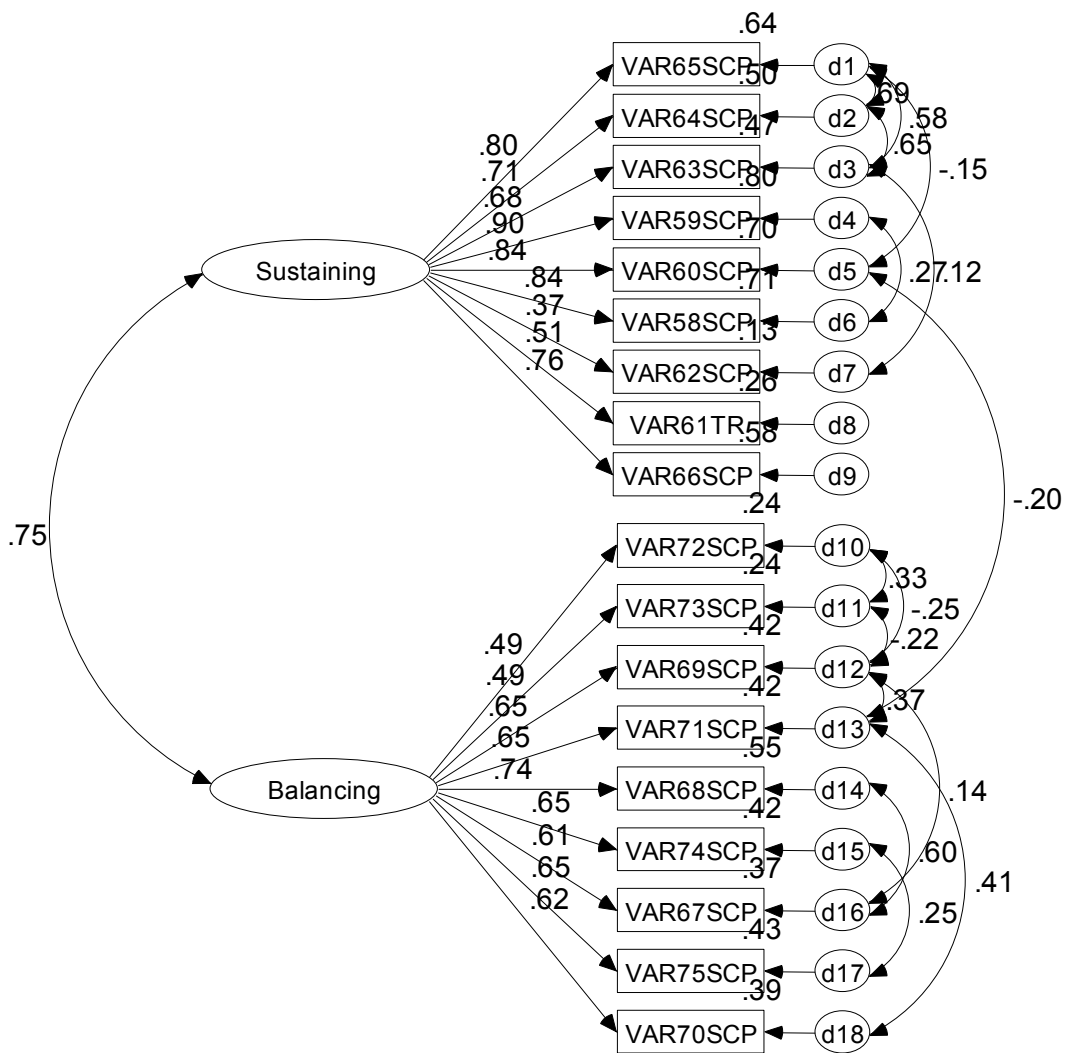 .64
VAR65SCP d1
.50 .69
VAR64SCP d2 .58
.47 .65
.80 VAR63SCP d3 -.15
.71 .80
.68 VAR59SCP d4
.90 .70
.84 Sustaining VAR60SCP d5 .27 .12
.84 .71
.37 VAR58SCP d6
.51 .13
.76 VAR62SCP d7
.26
VAR61TR d8
.58
VAR66SCP d9
.24 -.20
.75
VAR72SCP d10
.24 .33
VAR73SCP d11 -.25
.42 -.22
.49 VAR69SCP d12
.49 .42 .37
.65 VAR71SCP d13
.65 .55
.74 Balancing VAR68SCP d14 .14
.65 .42
.61 VAR74SCP d15 .60
.65 .37 .41
.62 VAR67SCP d16 .25
.43
VAR75SCP d17
.39
VAR70SCP d18